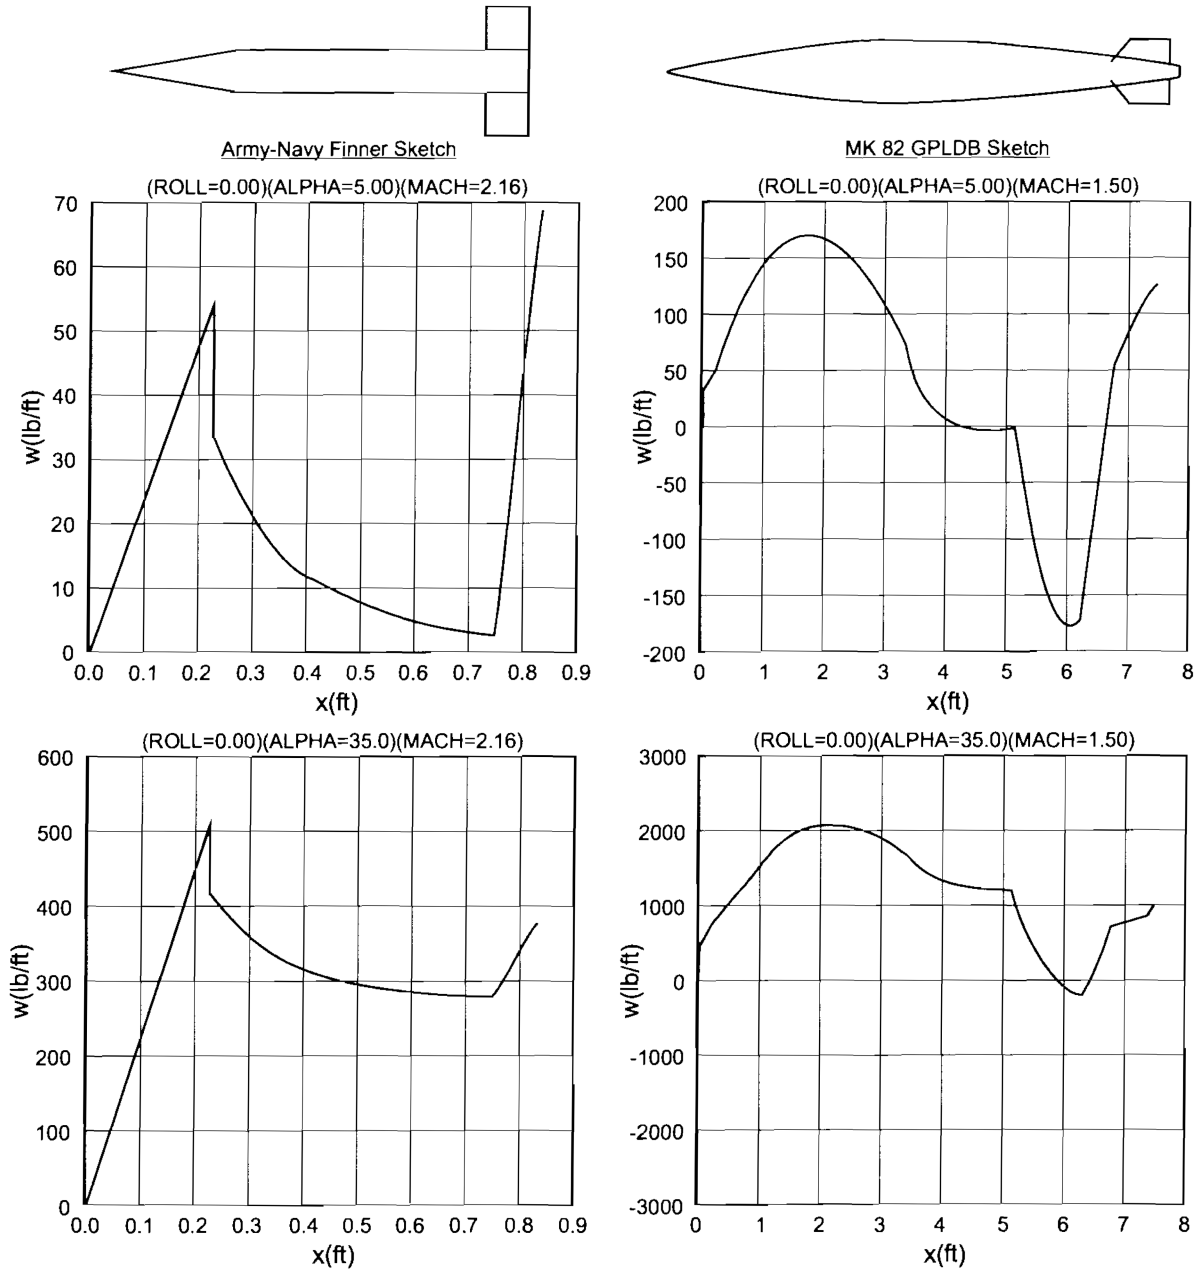 Army-Navy Finner Sketch
MK 82 GPLDB Sketch
(ROLL=0.00)(ALPHA=5.00)(MACH=2.16)
70
60
50
40
30
20
10
0
w(lb/ft)
0.0 0.1 0.2 0.3 0.4 0.5 0.6 0.7 0.8 0.9
x(ft)
(ROLL=0.00)(ALPHA=5.00)(MACH=1.50)
200
150
100
50
0
-50
-100
-150
-200
w(lb/ft)
0 1 2 3 4 5 6 7 8
x(ft)
(ROLL=0.00)(ALPHA=35.0)(MACH=2.16)
600
500
400
300
200
100
0
w(lb/ft)
0.0 0.1 0.2 0.3 0.4 0.5 0.6 0.7 0.8 0.9
x(ft)
(ROLL=0.00)(ALPHA=35.0)(MACH=1.50)
3000
2000
1000
0
-1000
-2000
-3000
w(lb/ft)
0 1 2 3 4 5 6 7 8
x(ft)